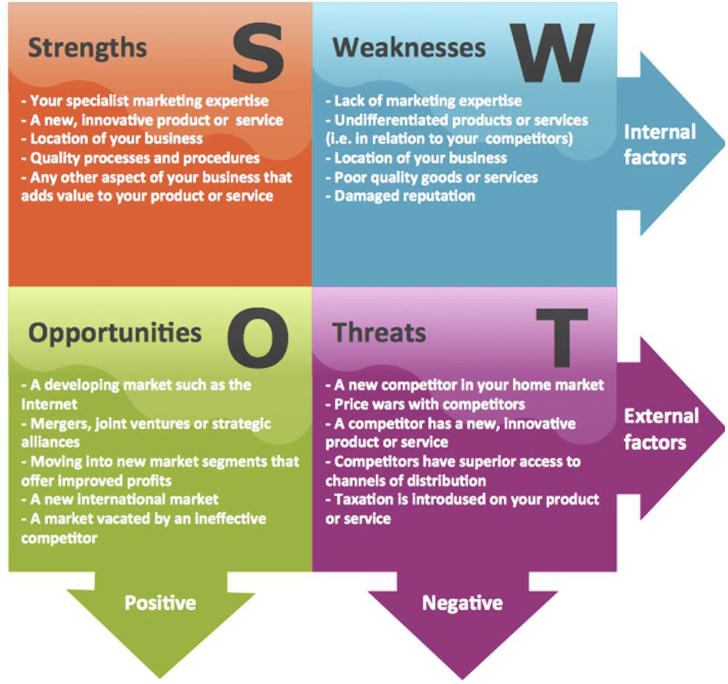 Strengths
S
- Your specialist marketing expertise
- A new, innovative product or  service
- Location of your business
- Quality processes and procedures
- Any other aspect of your business that
adds value to your product or service
Weaknesses
W
- Lack of marketing expertise
- Undifferentiated products or services
(i.e. in relation to your  competitors)
- Location of your business
- Poor quality goods or services
- Damaged reputation
Internal
factors
Opportunities
O
- A developing market such as the
Internet
- Mergers, joint ventures or strategic
alliances
- Moving into new market segments that
offer improved profits
- A new international market
- A market vacated by an ineffective
competitor
Threats
T
- A new competitor in your home market
- Price wars with competitors
- A competitor has a new, innovative
product or service
- Competitors have superior access to
channels of distribution
- Taxation is introdused on your product
or service
External
factors
Positive
Negative